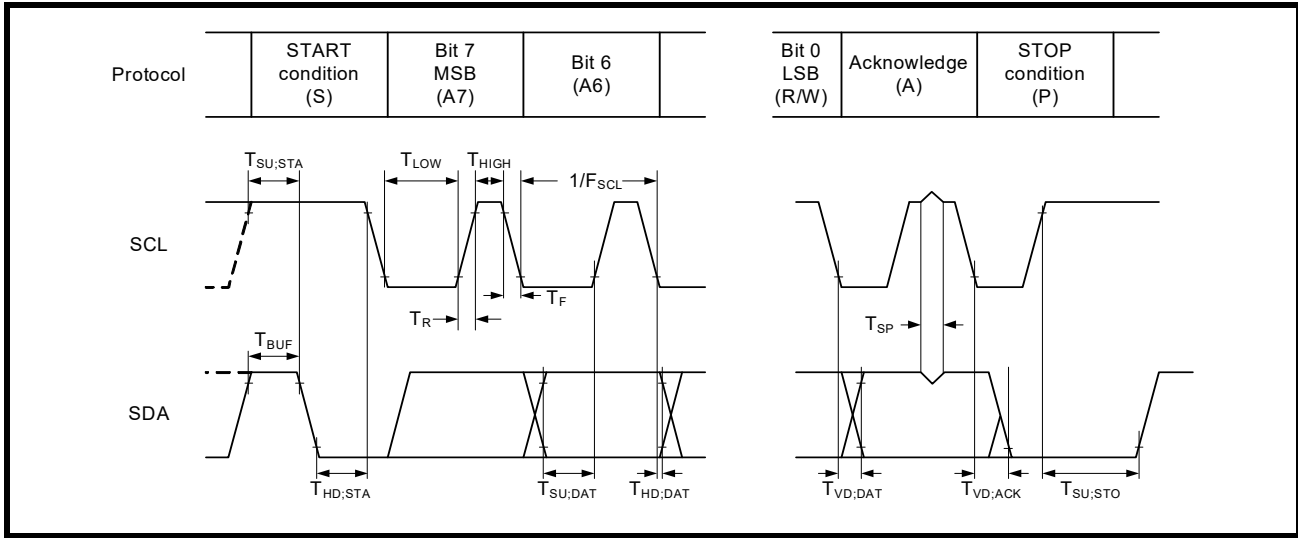 Protocol
START
condition
(S)
Bit 7
MSB
(A7)
Bit 6
(A6)
Bit 0
LSB
(R/W)
Acknowledge
(A)
STOP
condition
(P)
TSU;STA
TLOW
THIGH
1/FSCL
SCL
TF
TR
TSP
TBUF
SDA
THD;STA
TSU;DAT
THD;DAT
TVD;DAT
TVD;ACK
TSU;STO